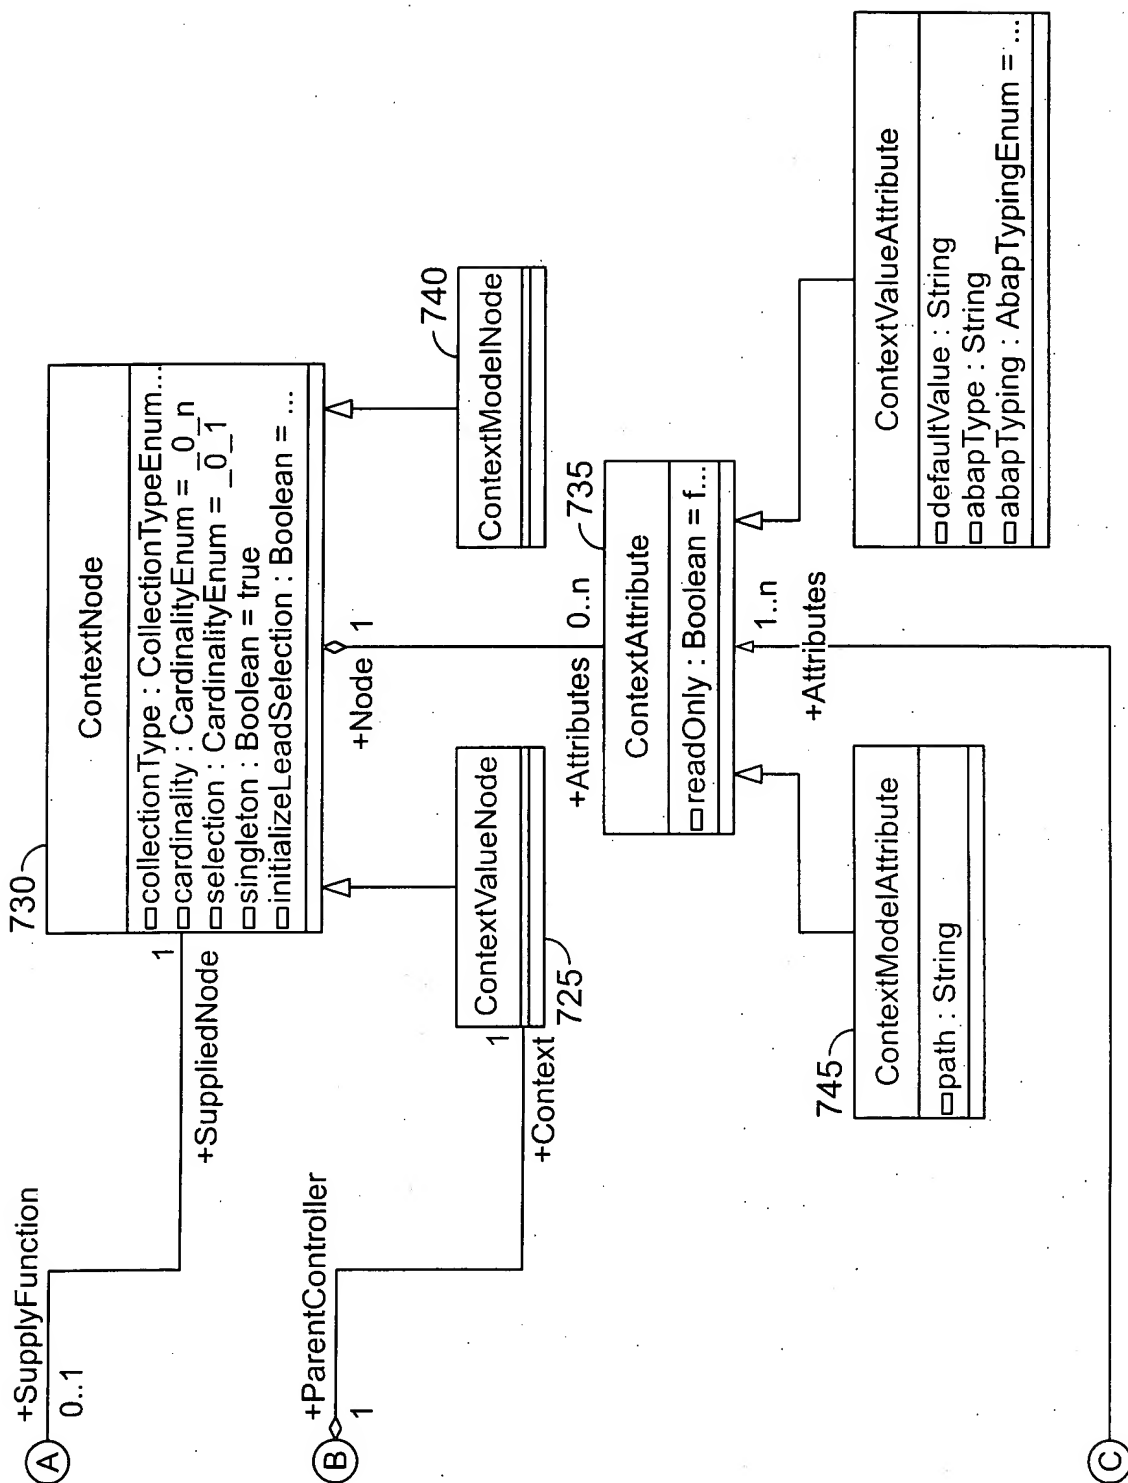 A
+SupplyFunction
0..1
+SuppliedNode
1
730
ContextNode
collectionType : CollectionTypeEnum...
cardinality : CardinalityEnum = _0_n
selection : CardinalityEnum = _0_1
singleton : Boolean = true
initializeLeadSelection : Boolean = ...
B
+ParentController
1
+Context
1
725
ContextValueNode
+Node
1
740
ContextModelNode
+Attributes
0..n
735
ContextAttribute
readOnly : Boolean = f...
745
ContextModelAttribute
path : String
+Attributes
1..n
ContextValueAttribute
defaultValue : String
abapType : String
abapTyping : AbapTypingEnum = ...
C